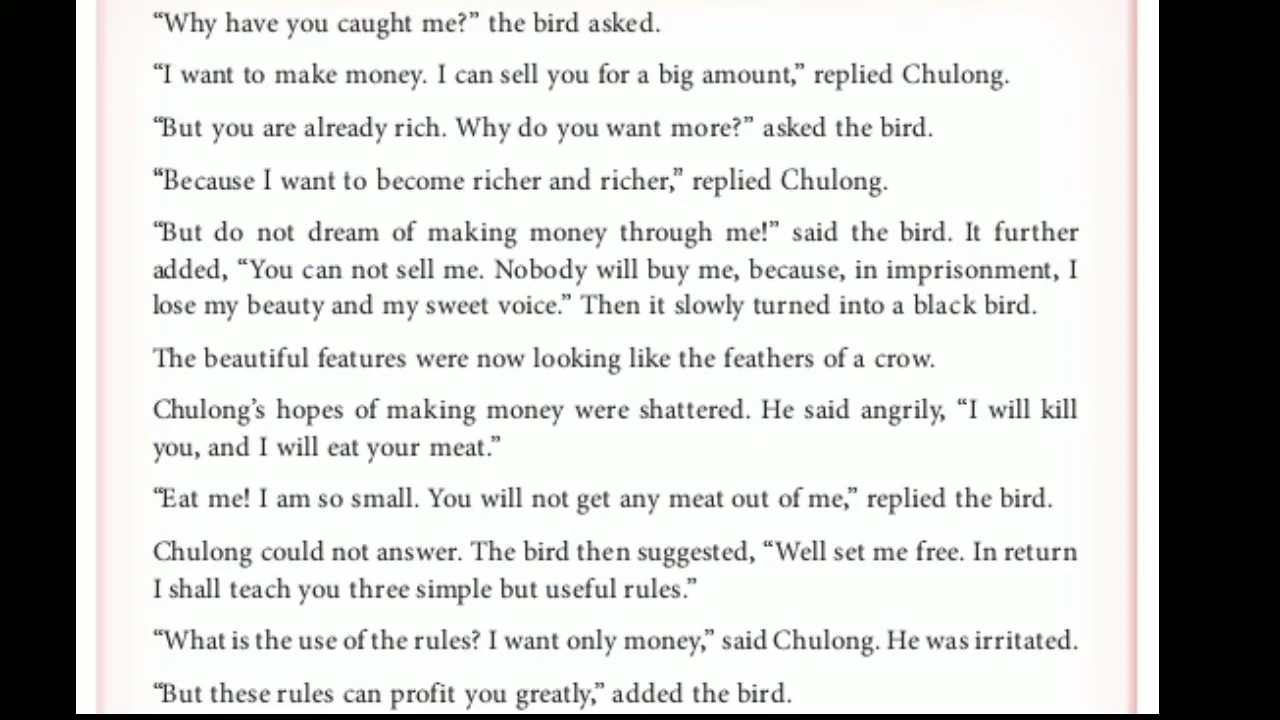 “Why have you caught me?” the bird asked.
“I want to make money. I can sell you for a big amount,” replied Chulong.
“But you are already rich. Why do you want more?” asked the bird.
“Because I want to become richer and richer,” replied Chulong.
“But do not dream of making money through me!” said the bird. It further
added, “You can not sell me. Nobody will buy me, because, in imprisonment, I
lose my beauty and my sweet voice.” Then it slowly turned into a black bird.
The beautiful features were now looking like the feathers of a crow.
Chulong’s hopes of making money were shattered. He said angrily, “I will kill
you, and I will eat your meat.”
“Eat me! I am so small. You will not get any meat out of me,” replied the bird.
Chulong could not answer. The bird then suggested, “Well set me free. In return
I shall teach you three simple but useful rules.”
“What is the use of the rules? I want only money,” said Chulong. He was irritated.
“But these rules can profit you greatly,” added the bird.